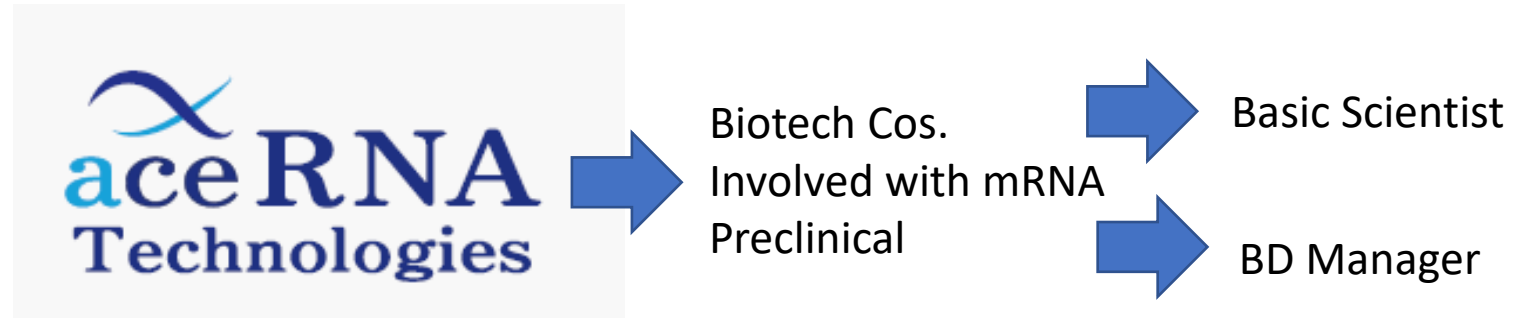 aceRNA
Technologies
Biotech Cos.
Involved with mRNA
Preclinical
Basic Scientist
BD Manager